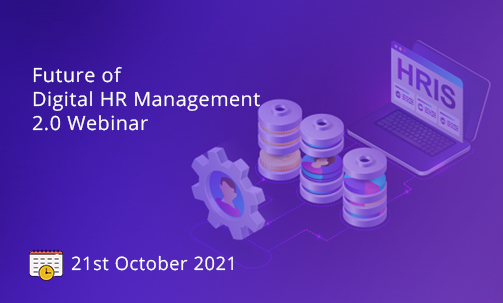 Future of
Digital HR Management
2.0 Webinar
HRIS
21st October 2021